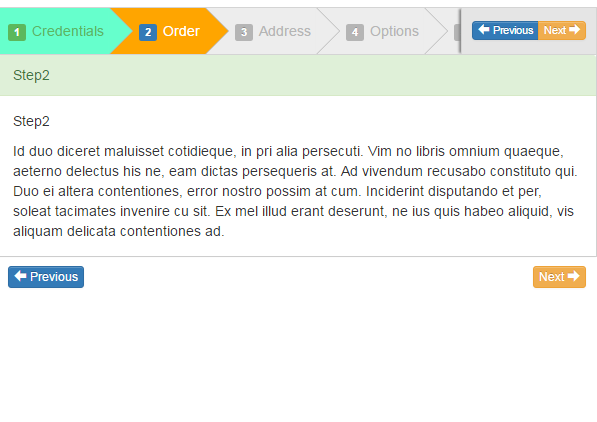 1 Credentials 2 Order 3 Address 4 Options Previous Next
Step2
Step2
Id duo diceret maluisset cotidieque, in pri alia persecuti. Vim no libris omnium quaeque,
aeterno delectus his ne, eam dictas persequeris at. Ad vivendum recusabo constituto qui.
Duo ei altera contentiones, error nostro possim at cum. Inciderint disputando et per,
soleat tacimates invenire cu sit. Ex mel illud erant deserunt, ne ius quis habeo aliquid, vis
aliquam delicata contentiones ad.
Previous Next